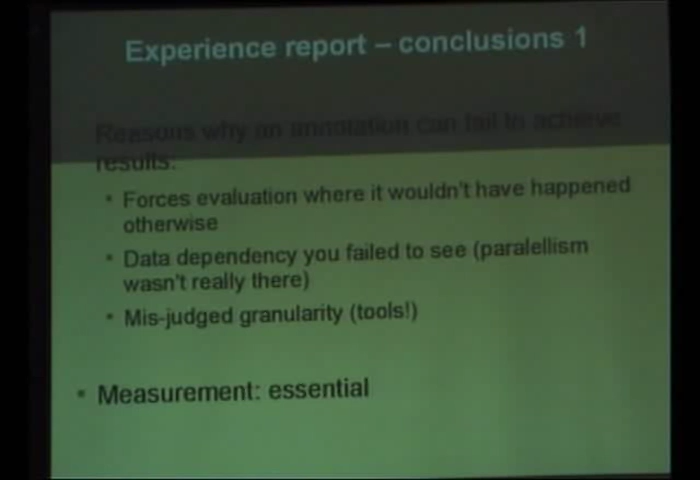 Experience report – conclusions 1
Reasons why an annotation can fail to achieve
results:
• Forces evaluation where it wouldn't have happened
otherwise
• Data dependency you failed to see (paralellism
wasn't really there)
• Mis-judged granularity (tools!)
• Measurement: essential